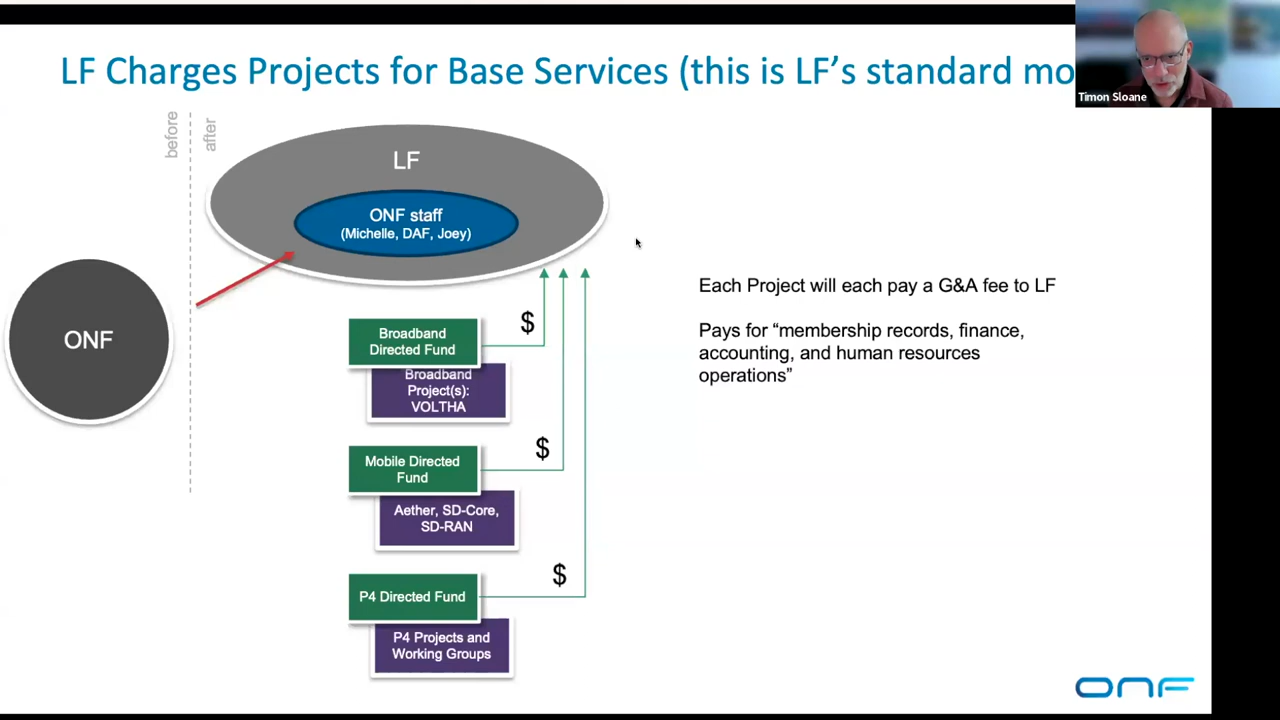 LF Charges Projects for Base Services (this is LF’s standard mo
Timon Sloane
before
after
LF
ONF staff
(Michelle, DAF, Joey)
ONF
Each Project will each pay a G&A fee to LF
Pays for “membership records, finance,
accounting, and human resources
operations”
$
Broadband
Directed Fund
Broadband
Project(s):
VOLTHA
$
Mobile Directed
Fund
Aether, SD-Core,
SD-RAN
$
P4 Directed Fund
P4 Projects and
Working Groups
ONF